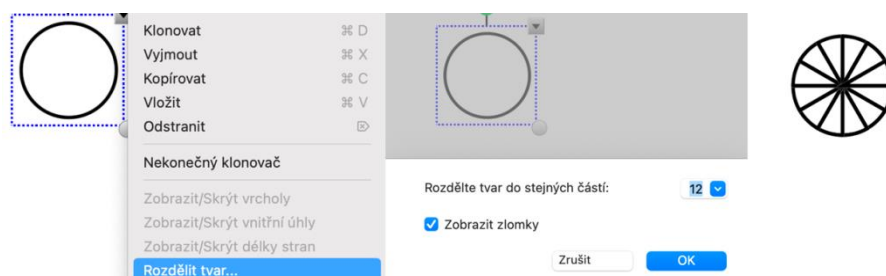 Klonovat ⌘ D
Vyjmout ⌘ X
Kopírovat ⌘ C
Vložit ⌘ V
Odstranit ⌦
Nekonečný klonovač
Zobrazit/Skrýt vrcholy
Zobrazit/Skrýt vnitřní úhly
Zobrazit/Skrýt délky stran
Rozdělit tvar...
Rozdělte tvar do stejných částí: 12
Zobrazit zlomky
Zrušit OK